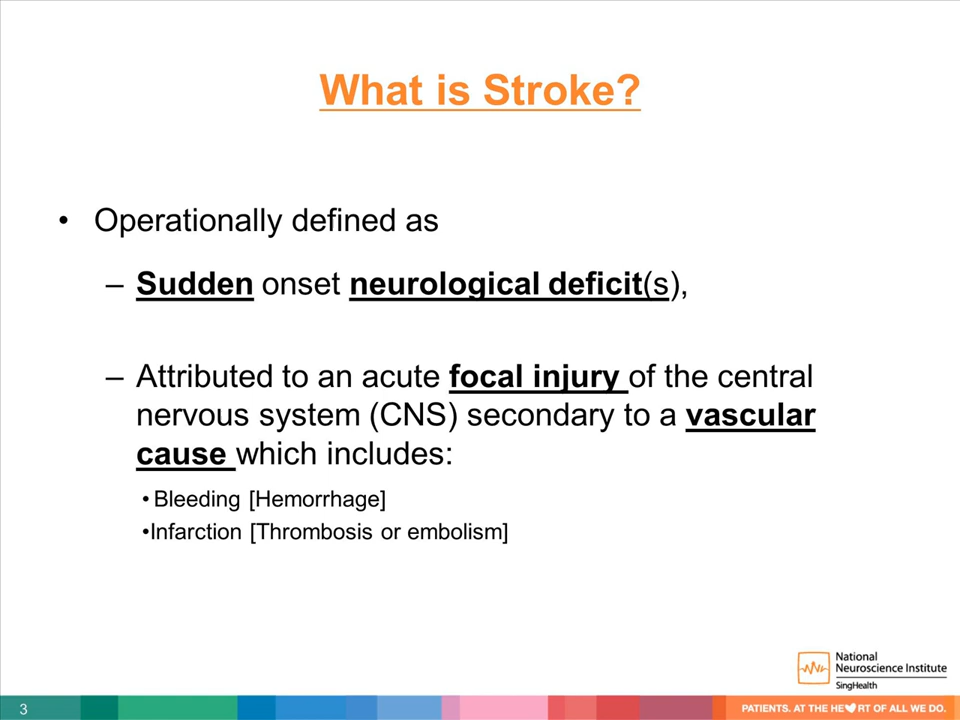 What is Stroke?
• Operationally defined as
– Sudden onset neurological deficit(s),
– Attributed to an acute focal injury of the central
nervous system (CNS) secondary to a vascular
cause which includes:
• Bleeding [Hemorrhage]
•Infarction [Thrombosis or embolism]
National
Neuroscience Institute
SingHealth
3
PATIENTS. AT THE HE♥RT OF ALL WE DO.